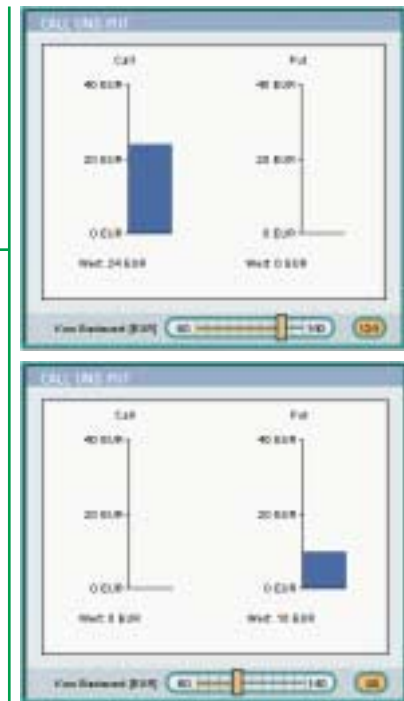 CALL UND PUT
Call Put
40 EUR 40 EUR
20 EUR 20 EUR
0 EUR 0 EUR
Wert: 24 EUR Wert: 0 EUR
Kurs Basiswert [EUR] 60 140 124
CALL UND PUT
Call Put
40 EUR 40 EUR
20 EUR 20 EUR
0 EUR 0 EUR
Wert: 0 EUR Wert: 10 EUR
Kurs Basiswert [EUR] 60 140